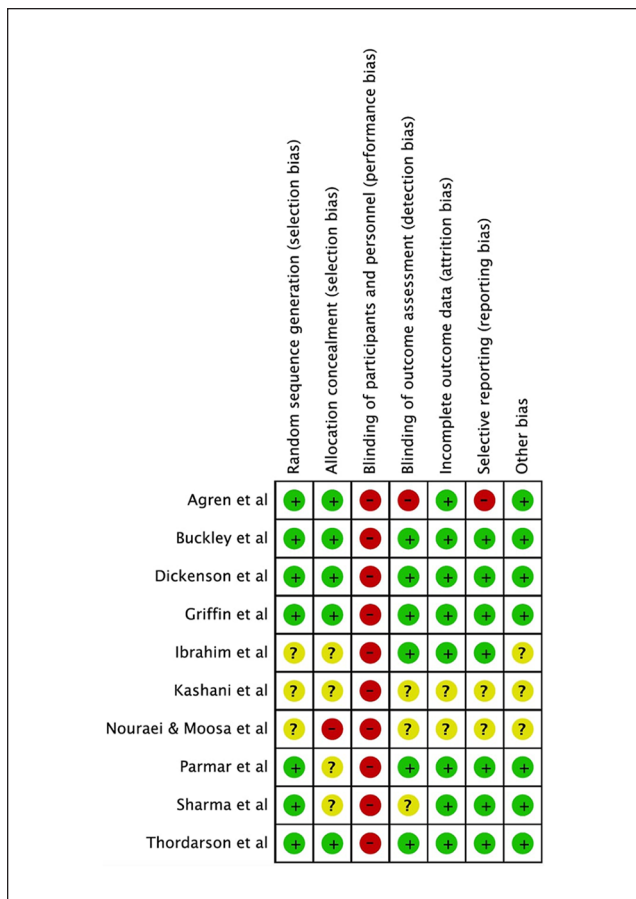 Random sequence generation (selection bias)
Allocation concealment (selection bias)
Blinding of participants and personnel (performance bias)
Blinding of outcome assessment (detection bias)
Incomplete outcome data (attrition bias)
Selective reporting (reporting bias)
Other bias
Agren et al + + - - + - +
Buckley et al + + - + + + +
Dickenson et al + + - + + + +
Griffin et al + + - + + + +
Ibrahim et al ? ? - + + + ?
Kashani et al ? ? - ? ? ? ?
Nouraei & Moosa et al ? - - ? ? ? ?
Parmar et al + ? - + + + +
Sharma et al + ? - ? + + +
Thordarson et al + + - + + + +